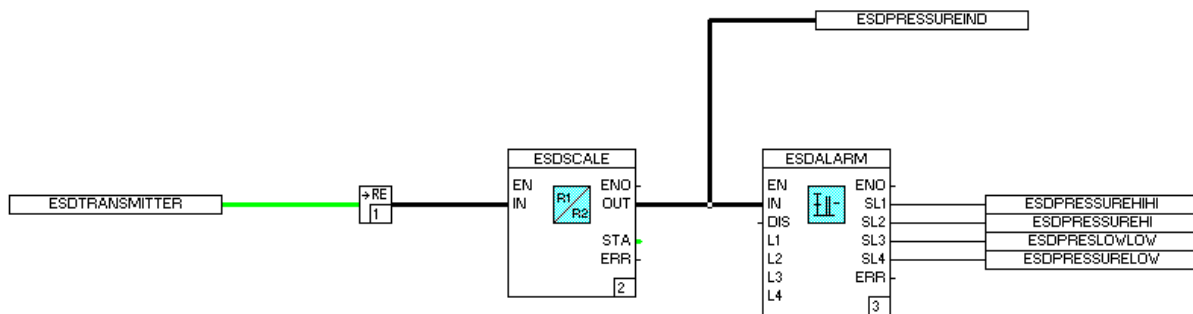 ESDPRESSUREIND
ESDSCALE
ESDALARM
ESDTRANSMITTER
→RE
1
EN
IN
R1/R2
ENO
OUT
STA
ERR
2
EN
IN
DIS
L1
L2
L3
L4
ENO
SL1
SL2
SL3
SL4
ERR
3
ESDPRESSUREHIHI
ESDPRESSUREHI
ESDPRESLOWLOW
ESDPRESSURELOW